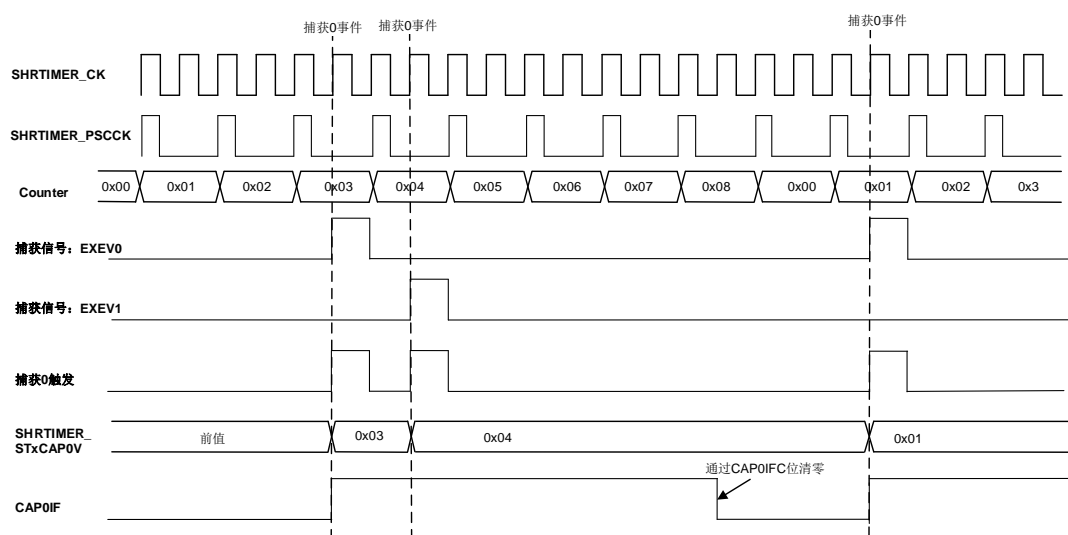 捕获0事件 捕获0事件 捕获0事件
SHRTIMER_CK
SHRTIMER_PSCCK
Counter 0x00 0x01 0x02 0x03 0x04 0x05 0x06 0x07 0x08 0x00 0x01 0x02 0x3
捕获信号：EXEV0
捕获信号：EXEV1
捕获0触发
SHRTIMER_
STxCAP0V 前值 0x03 0x04 0x01
通过CAP0IFC位清零
CAP0IF